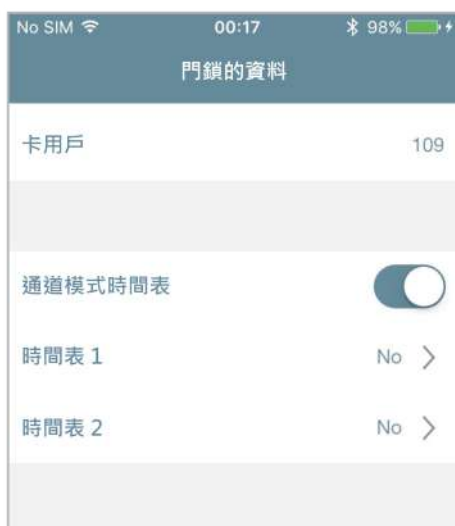 No SIM 00:17 98%
門鎖的資料
卡用戶 109
通道模式時間表
時間表 1 No
時間表 2 No